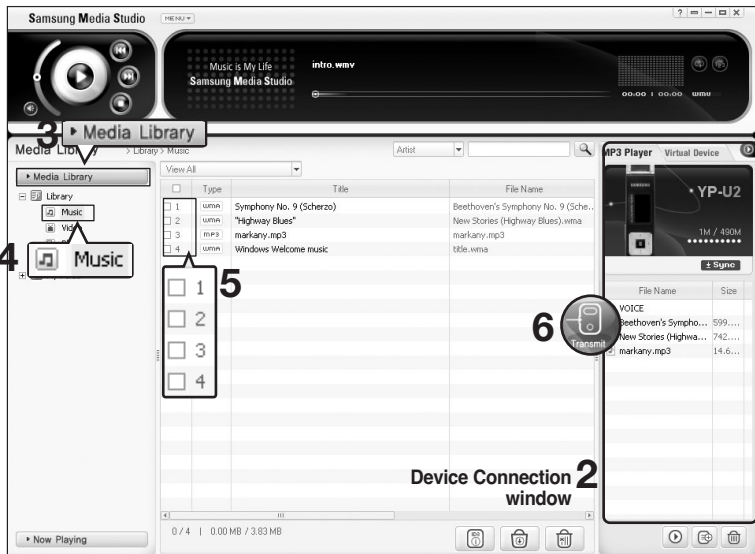 Samsung Media Studio MENU
Music is My Life
Samsung Media Studio
intro.wmv
00:00 | 00:00 wmv
3 Media Library
Media Library > Library > Music
Artist
Media Library
View All
Library
Music
Video
4 Music
Type Title File Name
1 wma Symphony No. 9 (Scherzo) Beethoven's Symphony No. 9 (Sche..
2 wma "Highway Blues" New Stories (Highway Blues).wma
3 mp3 markany.mp3 markany.mp3
4 wma Windows Welcome music title.wma
5
1
2
3
4
MP3 Player Virtual Device
SAMSUNG
YP-U2
1M / 490M
Sync
File Name Size
VOICE
Beethoven's Sympho... 599....
New Stories (Highwa... 742....
markany.mp3 14.6...
6 Transmit
Device Connection window 2
0 / 4 | 0.00 MB / 3.83 MB
ID3
Now Playing